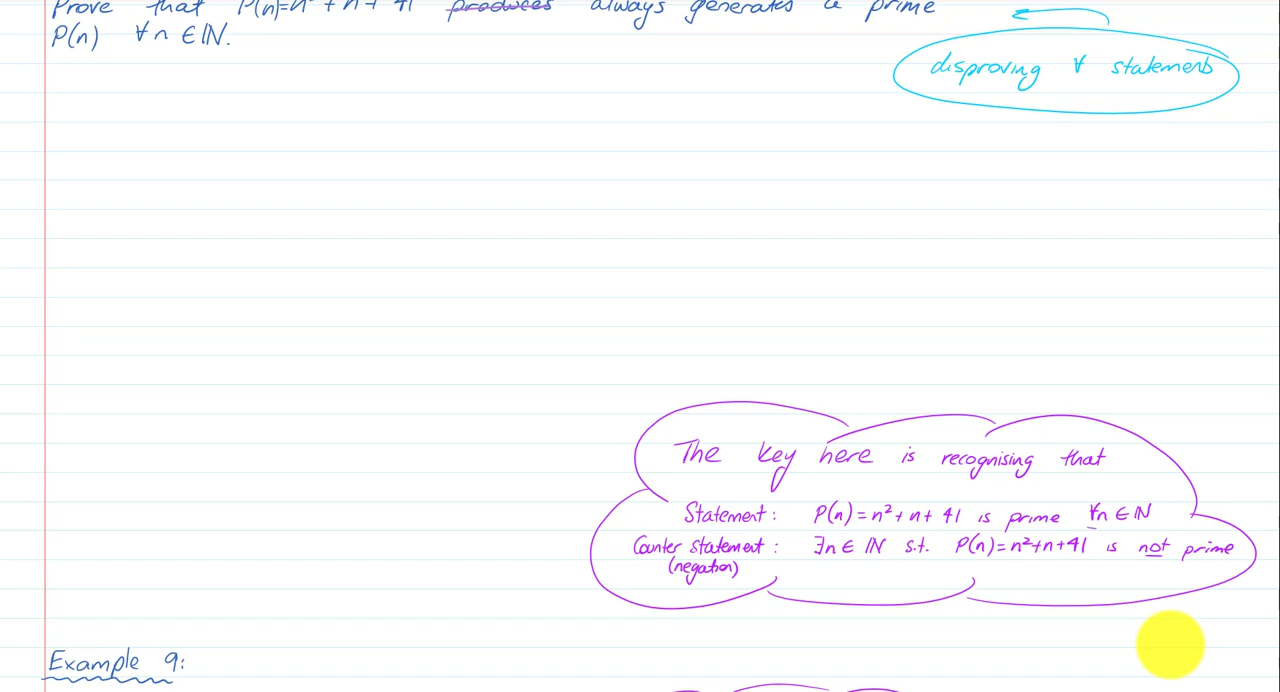 Prove that P(n)=n² + n + 41 produces always generates a prime
P(n) ∀n ∈ ℕ.
disproving ∀ statements
The key here is recognising that
Statement: P(n) = n² + n + 41 is prime ∀n ∈ ℕ
Counter statement: ∃n ∈ ℕ s.t. P(n) = n²+n+41 is not prime
(negation)
Example 9: